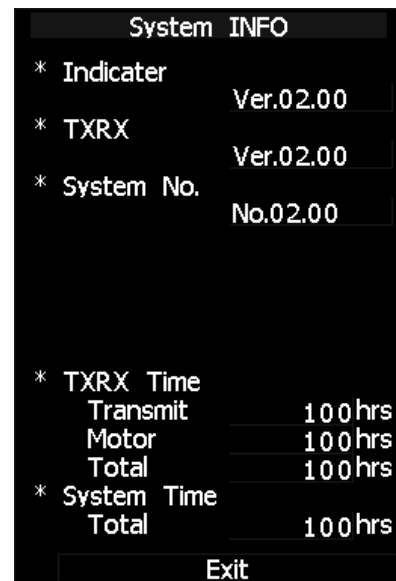 System INFO
* Indicater
Ver.02.00
* TXRX
Ver.02.00
* System No.
No.02.00
* TXRX Time
Transmit 100hrs
Motor 100hrs
Total 100hrs
* System Time
Total 100hrs
Exit